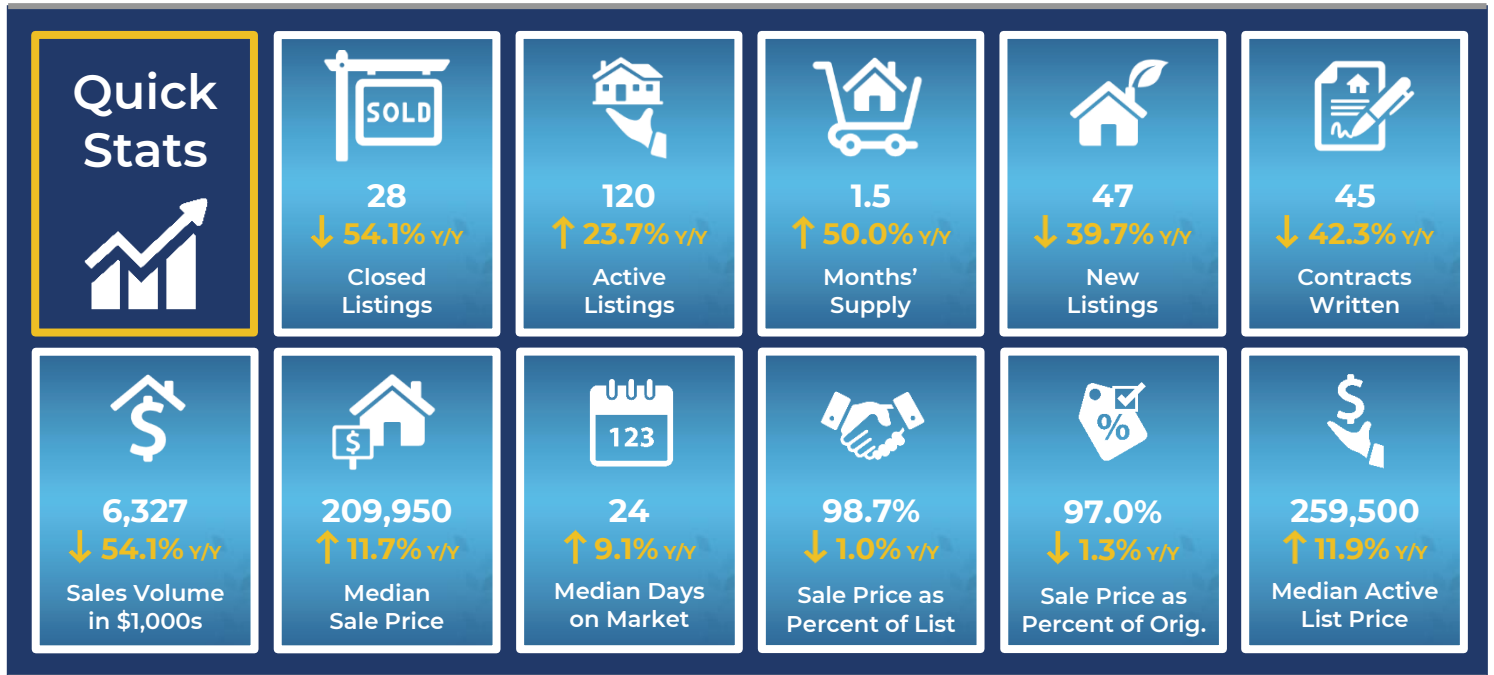 Quick
Stats
SOLD
28
↓ 54.1% Y/Y
Closed
Listings
120
↑ 23.7% Y/Y
Active
Listings
1.5
↑ 50.0% Y/Y
Months’
Supply
47
↓ 39.7% Y/Y
New
Listings
45
↓ 42.3% Y/Y
Contracts
Written
$
6,327
↓ 54.1% Y/Y
Sales Volume
in $1,000s
$
209,950
↑ 11.7% Y/Y
Median
Sale Price
123
24
↑ 9.1% Y/Y
Median Days
on Market
98.7%
↓ 1.0% Y/Y
Sale Price as
Percent of List
%
97.0%
↓ 1.3% Y/Y
Sale Price as
Percent of Orig.
$
259,500
↑ 11.9% Y/Y
Median Active
List Price